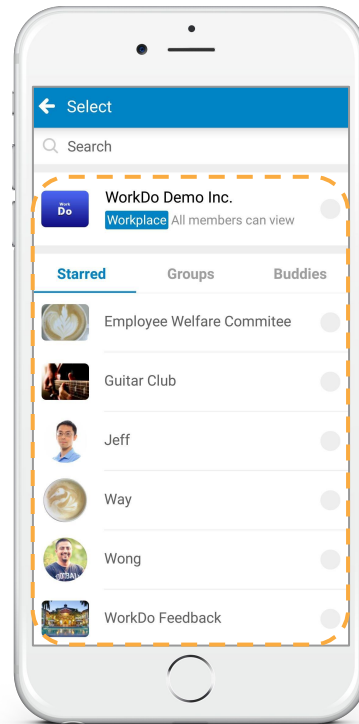 Select
Search
Work
Do
WorkDo Demo Inc.
Workplace All members can view
Starred Groups Buddies
Employee Welfare Commitee
Guitar Club
Jeff
Way
Wong
WorkDo Feedback